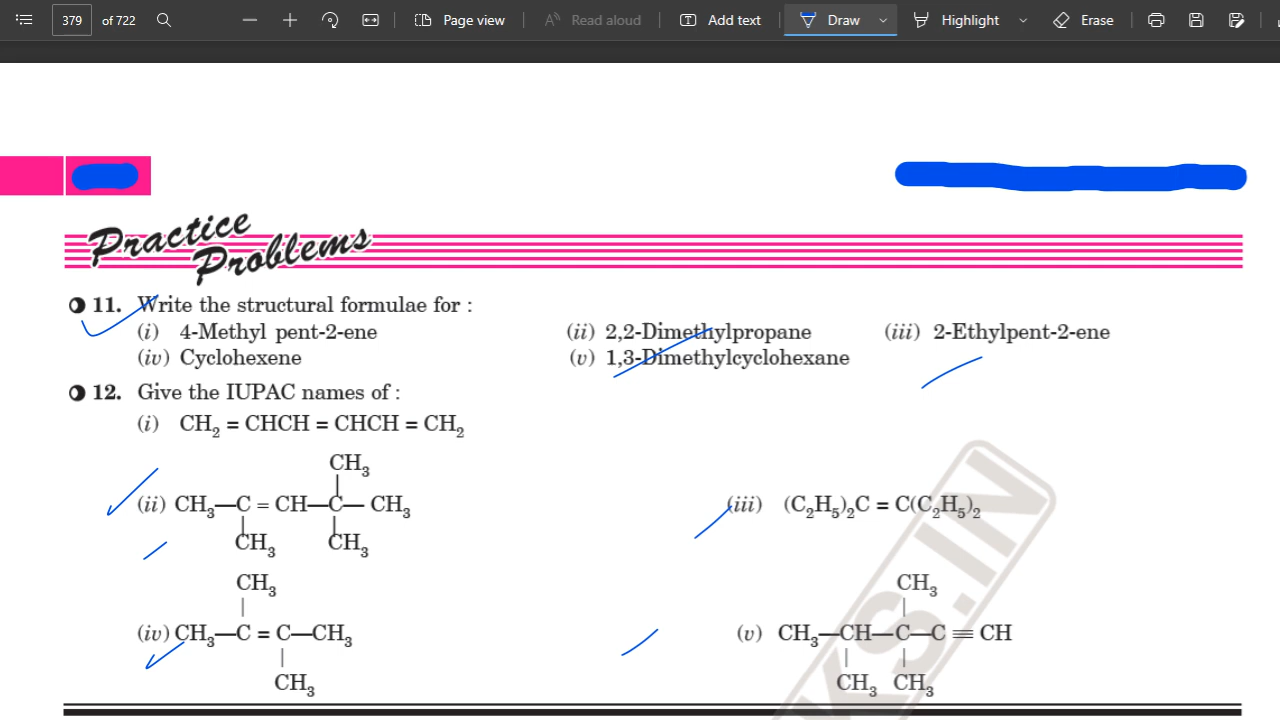 379 of 722 Page view Read aloud Add text Draw Highlight Erase
Practice
Problems
11. Write the structural formulae for :
(i) 4-Methyl pent-2-ene (ii) 2,2-Dimethylpropane (iii) 2-Ethylpent-2-ene
(iv) Cyclohexene (v) 1,3-Dimethylcyclohexane
12. Give the IUPAC names of :
(i) CH₂ = CHCH = CHCH = CH₂
CH₃
(ii) CH₃—C = CH—C— CH₃ (iii) (C₂H₅)₂C = C(C₂H₅)₂
CH₃ CH₃
CH₃ CH₃
(iv) CH₃—C = C—CH₃ (v) CH₃—CH—C—C ≡ CH
CH₃ CH₃ CH₃
KS.IN